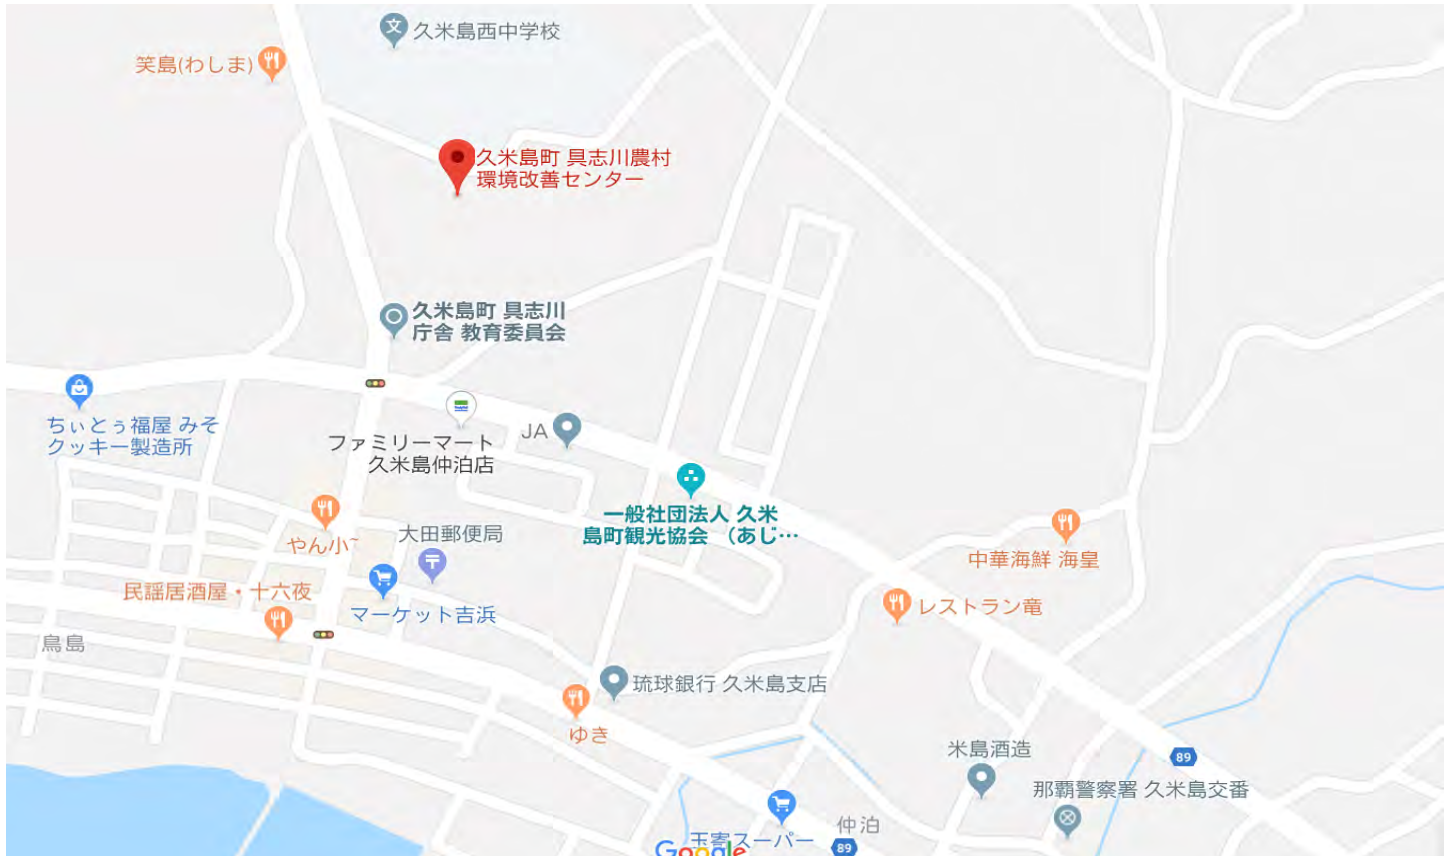 久米島西中学校
笑島(わしま)
久米島町 具志川農村
環境改善センター
久米島町 具志川
庁舎 教育委員会
ちぃとぅ福屋 みそ
クッキー製造所
ファミリーマート
久米島仲泊店
JA
一般社団法人 久米
島町観光協会 （あじ…
やん小~
大田郵便局
中華海鮮 海皇
民謡居酒屋・十六夜
マーケット吉浜
レストラン竜
鳥島
琉球銀行 久米島支店
ゆき
米島酒造
89
那覇警察署 久米島交番
仲泊
玉寄スーパー
89
Google